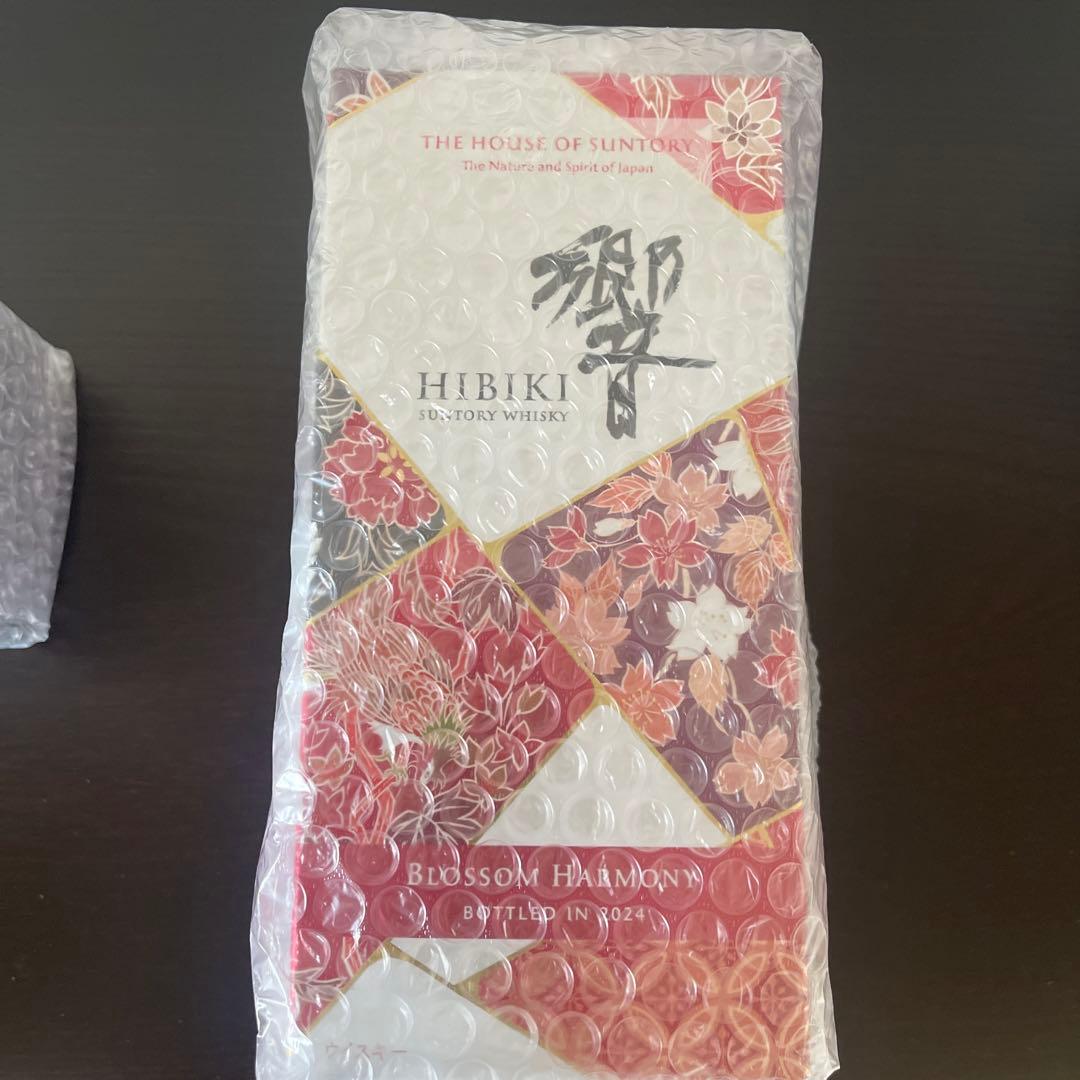 THE HOUSE OF SUNTORY
The Nature and Spirit of Japan
響
HIBIKI
SUNTORY WHISKY
BLOSSOM HARMONY
BOTTLED IN 2024
ウイスキー